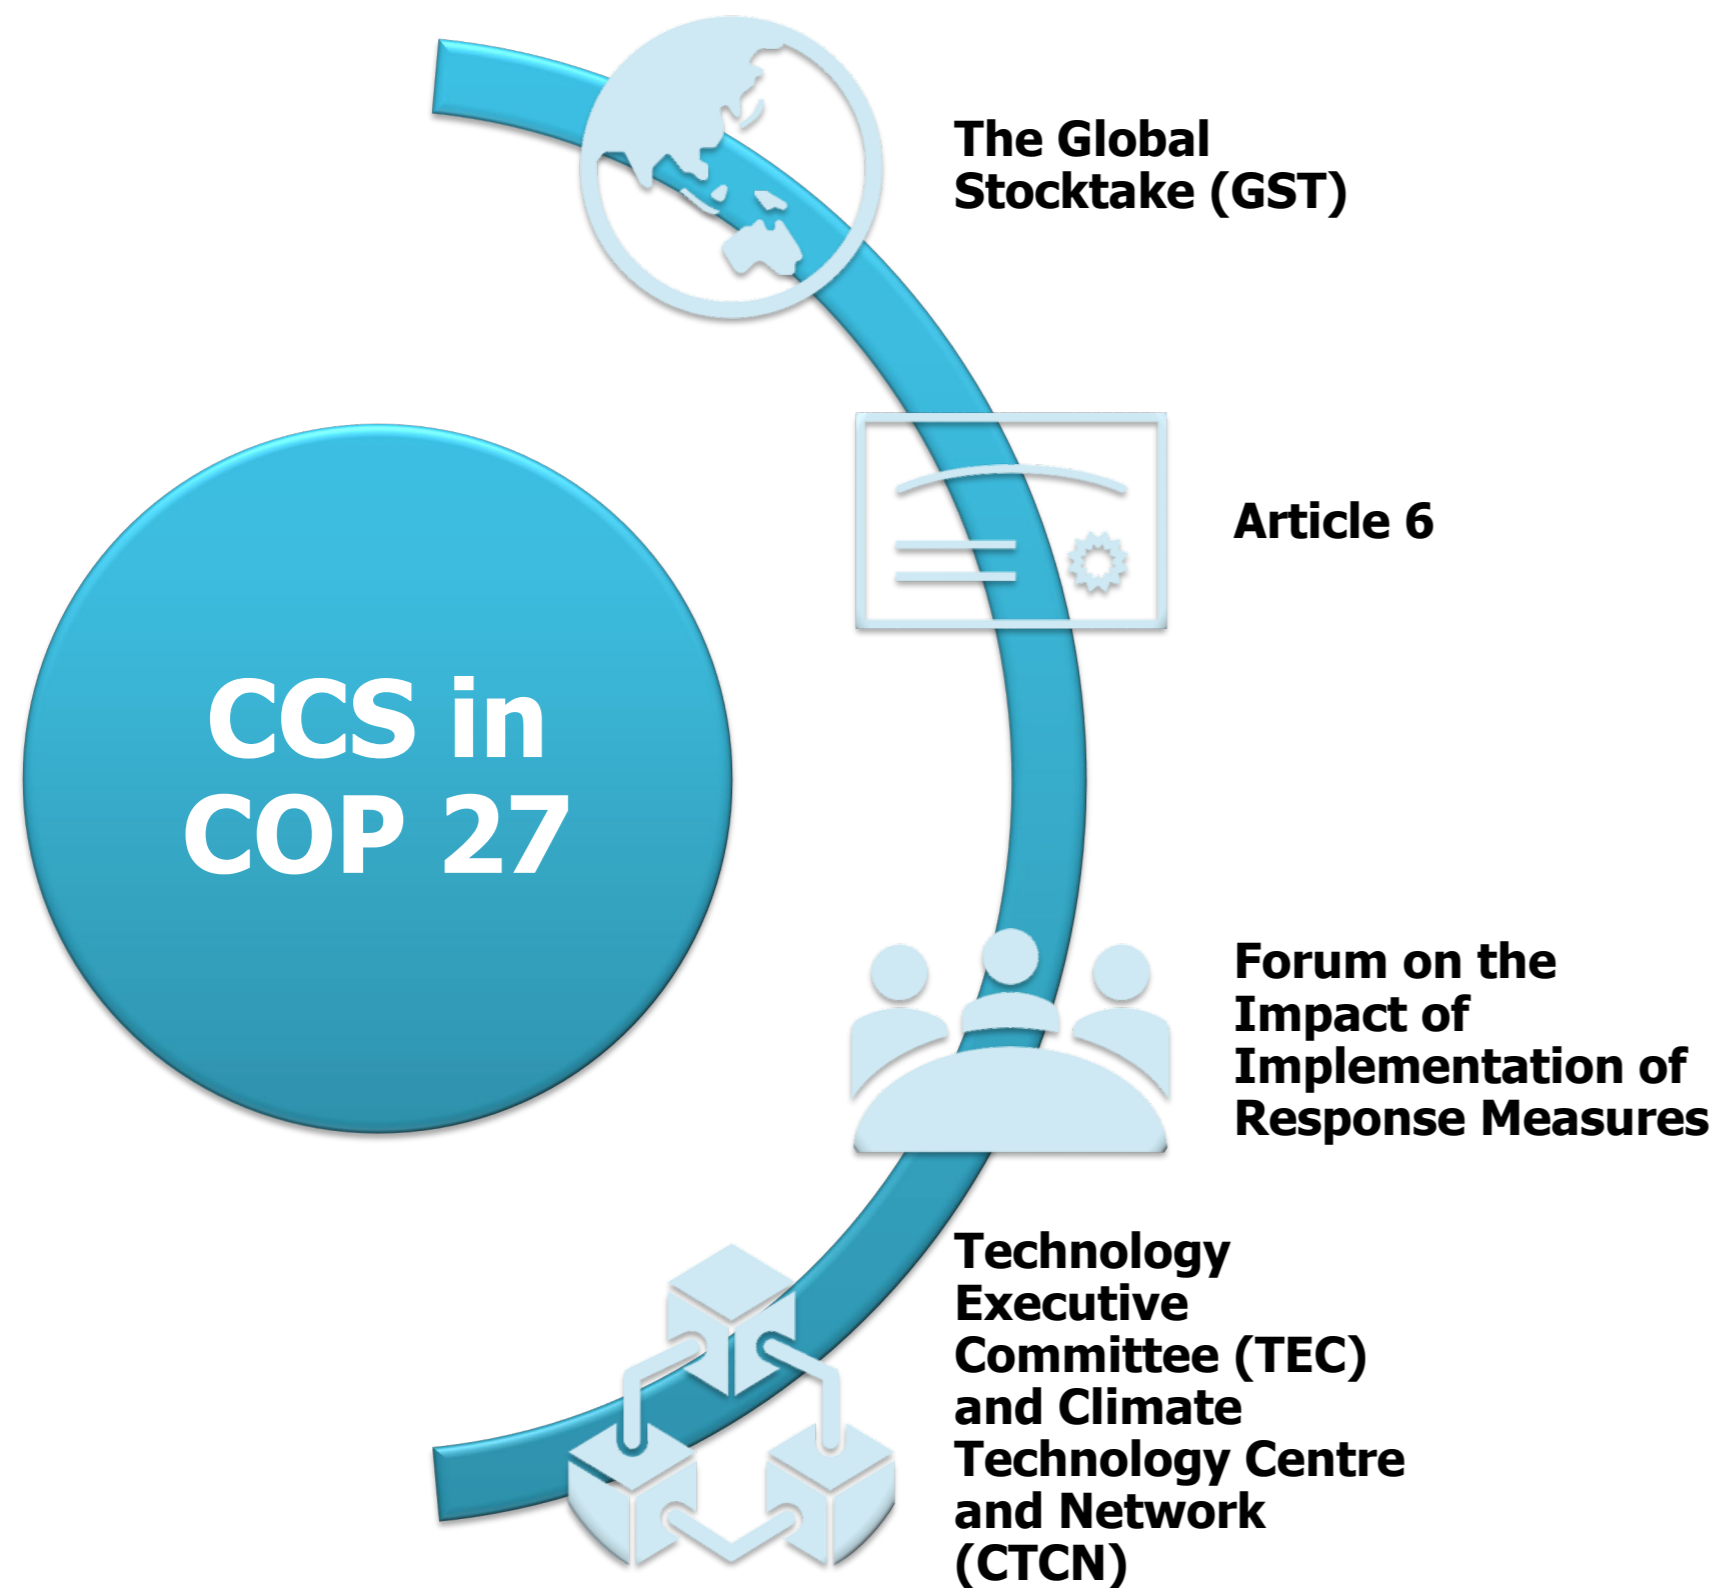 The Global
Stocktake (GST)
Article 6
CCS in
COP 27
Forum on the
Impact of
Implementation of
Response Measures
Technology
Executive
Committee (TEC)
and Climate
Technology Centre
and Network
(CTCN)